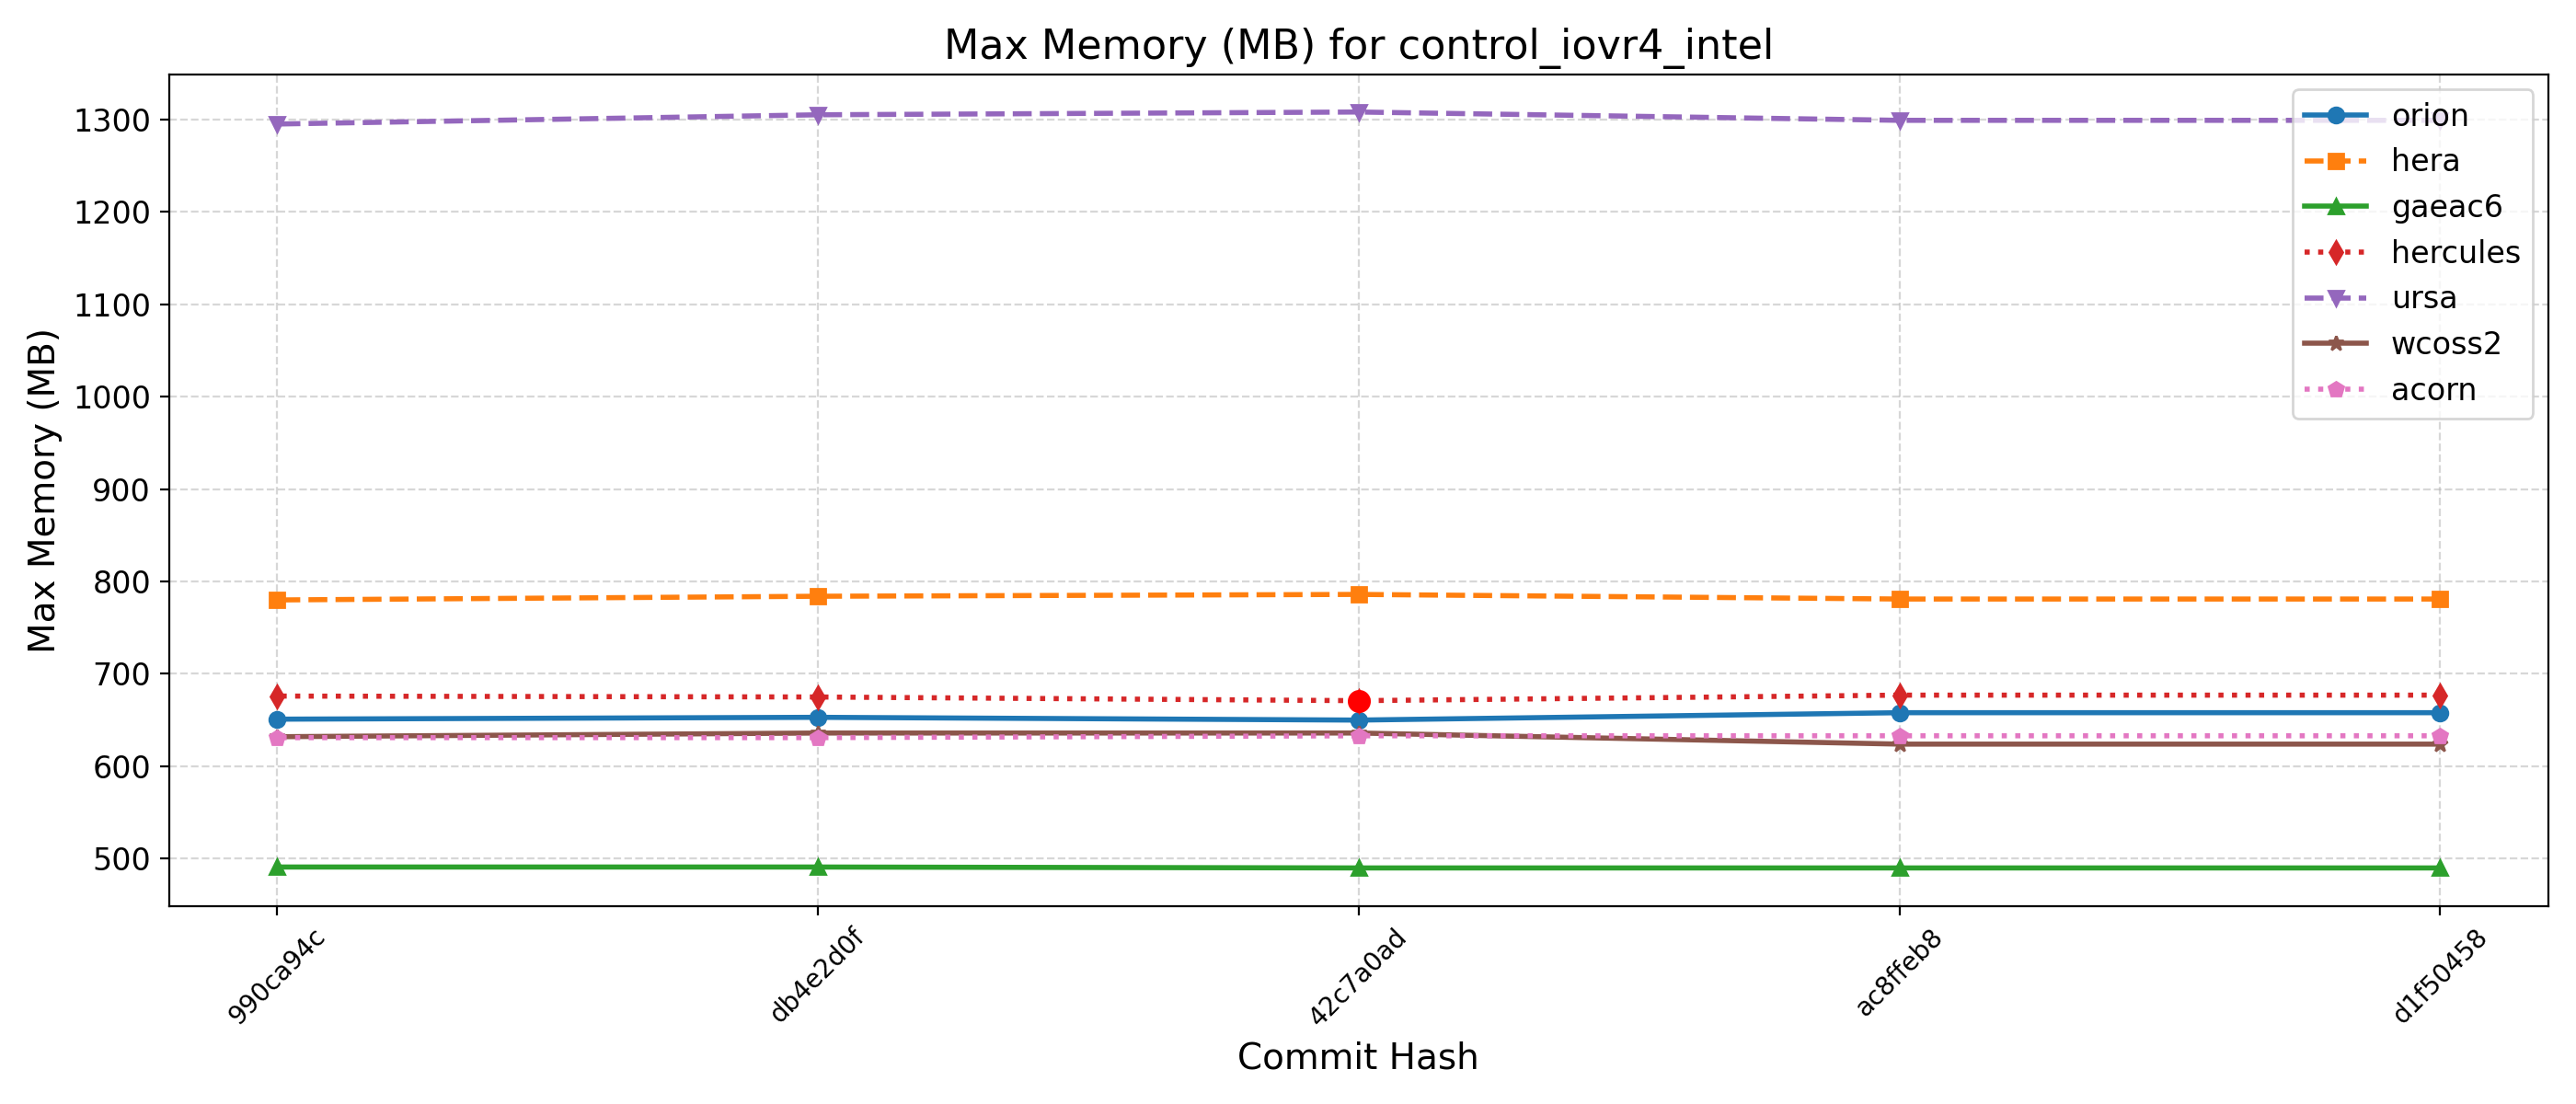 Max Memory (MB) for control_iovr4_intel
Max Memory (MB)
1300
1200
1100
1000
900
800
700
600
500
orion
hera
gaeac6
hercules
ursa
wcoss2
acorn
990ca94c
db4e2d0f
42c7a0ad
ac8ffeb8
d1f50458
Commit Hash